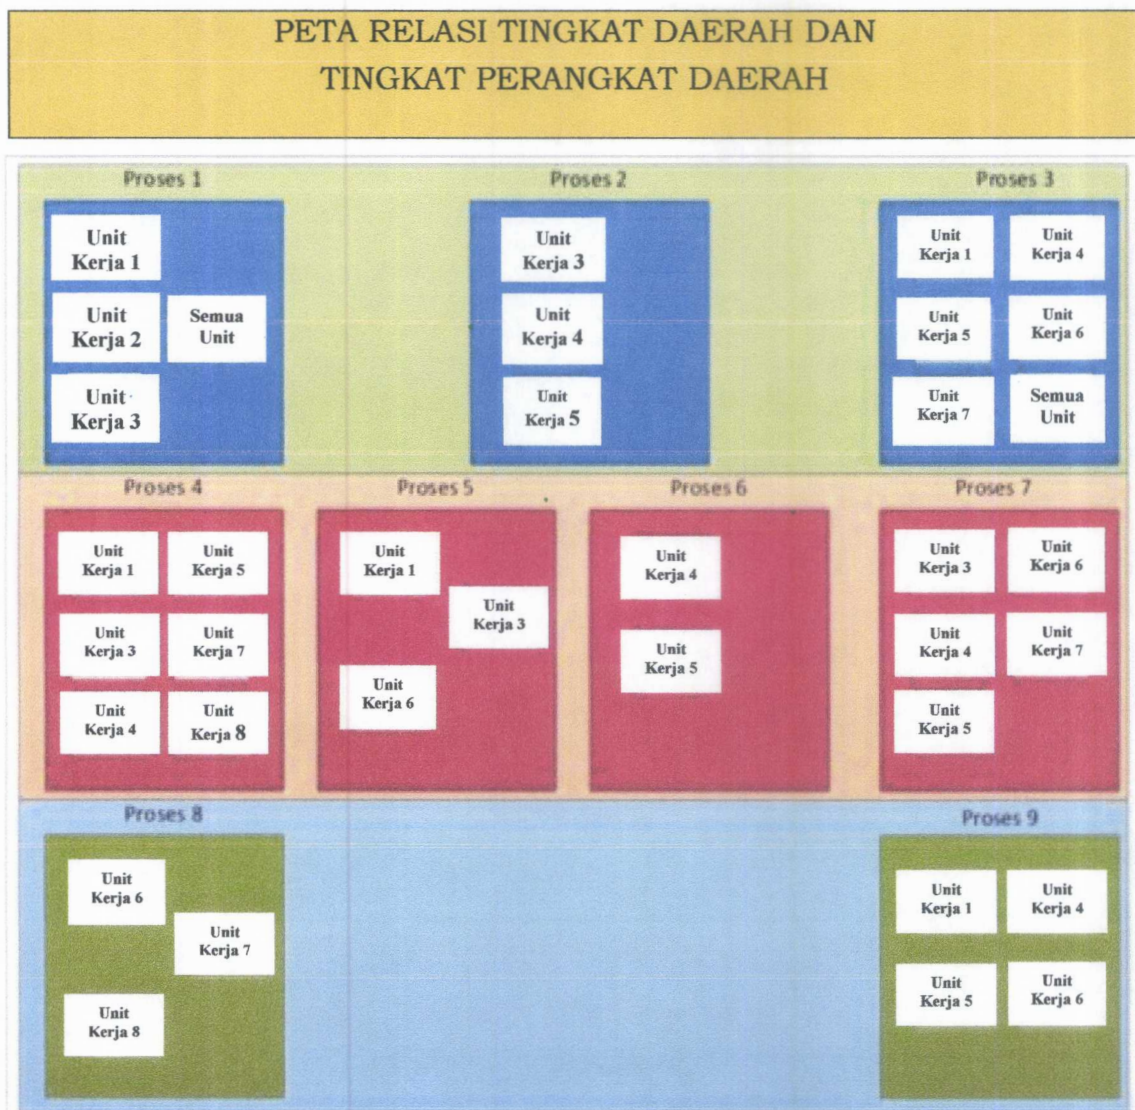 PETA RELASI TINGKAT DAERAH DAN
TINGKAT PERANGKAT DAERAH
Proses 1
Unit
Kerja 1
Unit
Kerja 2
Semua
Unit
Unit
Kerja 3
Proses 2
Unit
Kerja 3
Unit
Kerja 4
Unit
Kerja 5
Proses 3
Unit
Kerja 1
Unit
Kerja 4
Unit
Kerja 5
Unit
Kerja 6
Unit
Kerja 7
Semua
Unit
Proses 4
Unit
Kerja 1
Unit
Kerja 5
Unit
Kerja 3
Unit
Kerja 7
Unit
Kerja 4
Unit
Kerja 8
Proses 5
Unit
Kerja 1
Unit
Kerja 3
Unit
Kerja 6
Proses 6
Unit
Kerja 4
Unit
Kerja 5
Proses 7
Unit
Kerja 3
Unit
Kerja 6
Unit
Kerja 4
Unit
Kerja 7
Unit
Kerja 5
Proses 8
Unit
Kerja 6
Unit
Kerja 7
Unit
Kerja 8
Proses 9
Unit
Kerja 1
Unit
Kerja 4
Unit
Kerja 5
Unit
Kerja 6